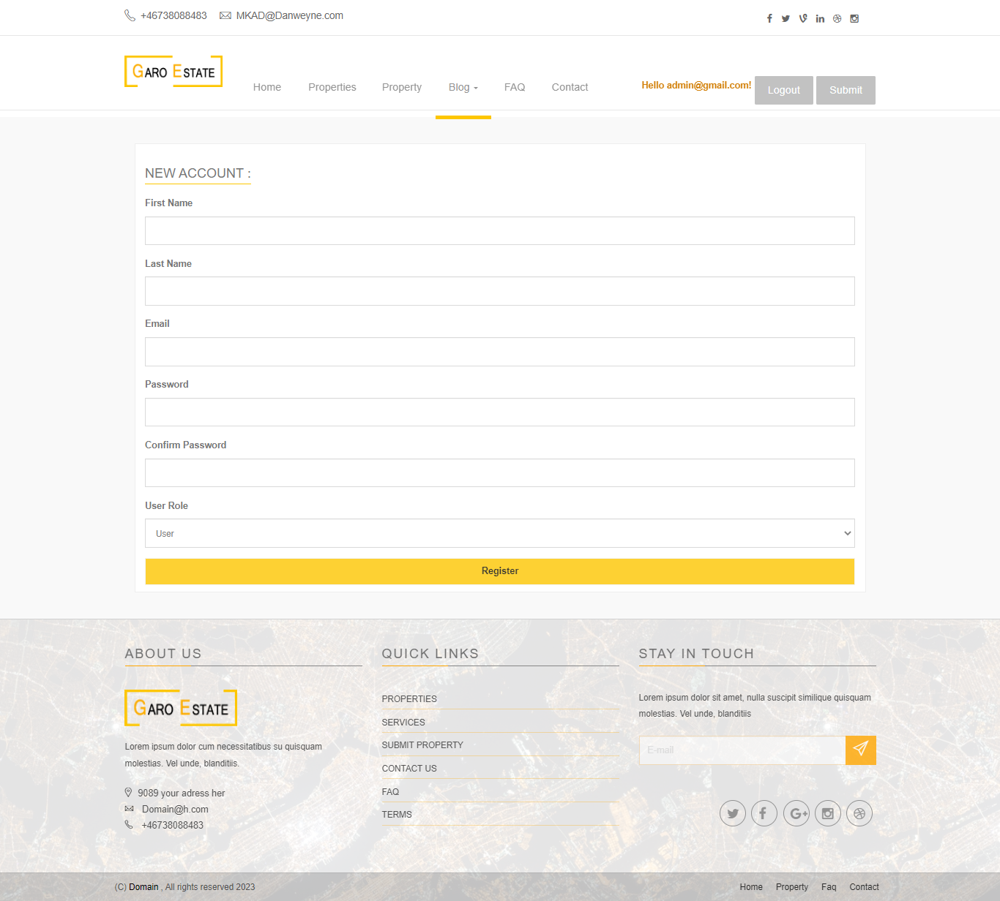 +46738088483 MKAD@Danweyne.com
GARO ESTATE
Home Properties Property Blog FAQ Contact
Hello admin@gmail.com! Logout Submit
NEW ACCOUNT :
First Name
Last Name
Email
Password
Confirm Password
User Role
User
Register
ABOUT US
GARO ESTATE
Lorem ipsum dolor cum necessitatibus su quisquam
molestias. Vel unde, blanditiis.
9089 your adress her
Domain@h.com
+46738088483
QUICK LINKS
PROPERTIES
SERVICES
SUBMIT PROPERTY
CONTACT US
FAQ
TERMS
STAY IN TOUCH
Lorem ipsum dolor sit amet, nulla suscipit similique quisquam
molestias. Vel unde, blanditiis
E-mail
(C) Domain , All rights reserved 2023
Home Property Faq Contact